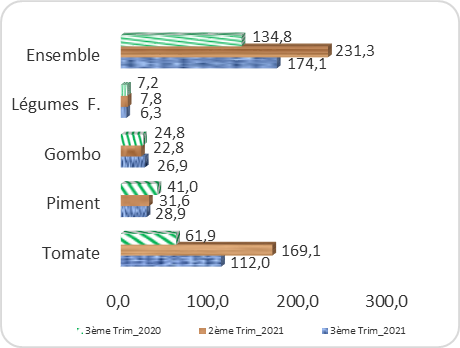 134,8
Ensemble
231,3
174,1
7,2
Légumes F.
7,8
6,3
24,8
Gombo
22,8
26,9
41,0
Piment
31,6
28,9
61,9
Tomate
169,1
112,0
0,0 100,0 200,0 300,0
3ème Trim_2020 2ème Trim_2021 3ème Trim_2021